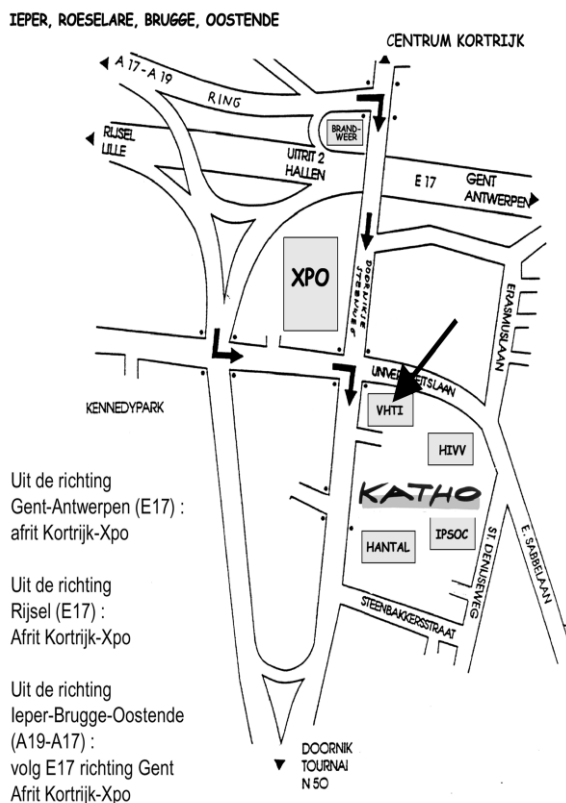 IEPER, ROESELARE, BRUGGE, OOSTENDE
CENTRUM KORTRIJK
A 17-A 19
RING
BRAND-
WEER
RIJSEL
LILLE
UITRIT 2
HALLEN
E 17
GENT
ANTWERPEN
XPO
DOORNIKJE
STEENWEG
ERASMUSLAAN
UNIVERSITEITSLAAN
KENNEDYPARK
VHTI
HIVV
KATHO
HANTAL
IPSOC
ST. DENIJSEWEG
E. SABBELAAN
STEENBAKKERSSTRAAT
Uit de richting
Gent-Antwerpen (E17) :
afrit Kortrijk-Xpo
Uit de richting
Rijsel (E17) :
Afrit Kortrijk-Xpo
Uit de richting
Ieper-Brugge-Oostende
(A19-A17) :
volg E17 richting Gent
Afrit Kortrijk-Xpo
DOORNIK
TOURNAI
N 50